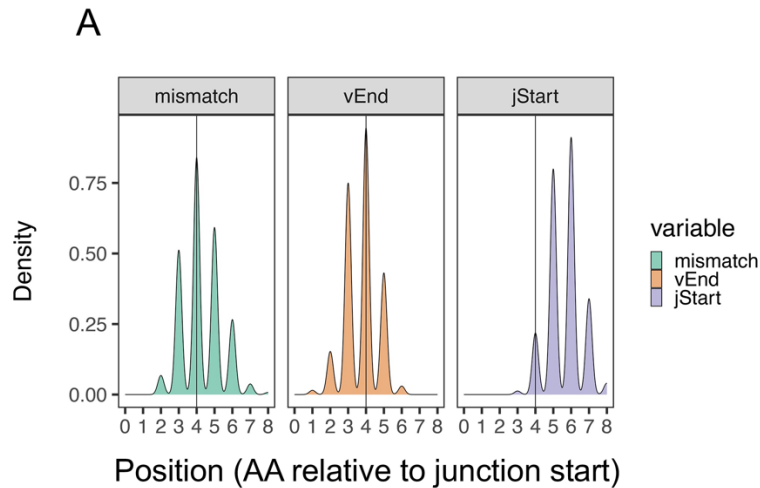 A
mismatch vEnd jStart
0.75
0.50
0.25
0.00
Density
0 1 2 3 4 5 6 7 8 0 1 2 3 4 5 6 7 8 0 1 2 3 4 5 6 7 8
Position (AA relative to junction start)
variable
mismatch
vEnd
jStart